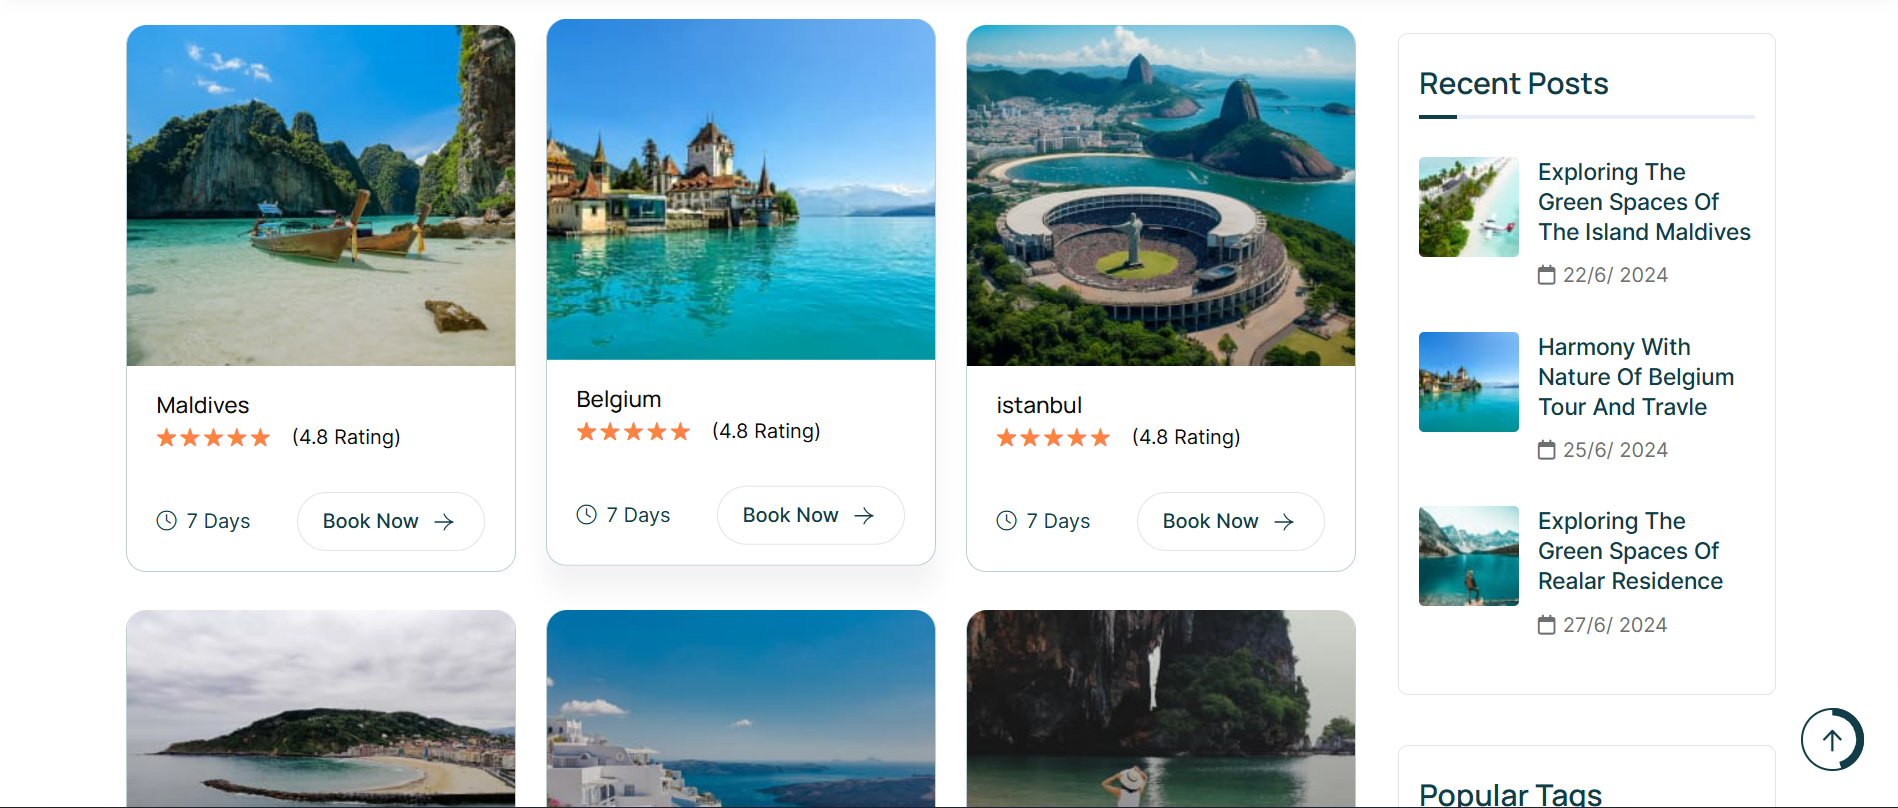 Maldives
(4.8 Rating)
7 Days
Book Now
Belgium
(4.8 Rating)
7 Days
Book Now
istanbul
(4.8 Rating)
7 Days
Book Now
Recent Posts
Exploring The
Green Spaces Of
The Island Maldives
22/6/ 2024
Harmony With
Nature Of Belgium
Tour And Travle
25/6/ 2024
Exploring The
Green Spaces Of
Realar Residence
27/6/ 2024
Popular Tags